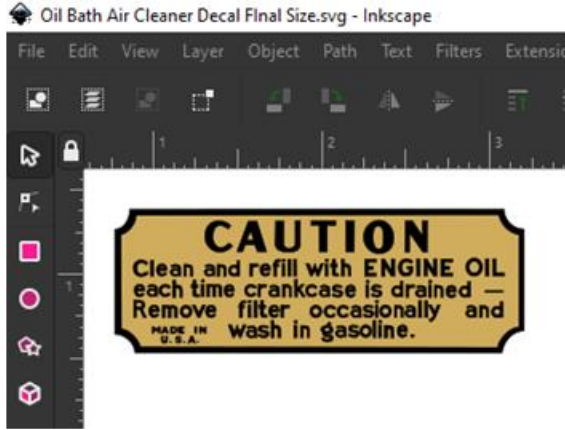 Oil Bath Air Cleaner Decal FInal Size.svg - Inkscape
File Edit View Layer Object Path Text Filters Extensio
1 2 3
1
CAUTION
Clean and refill with ENGINE OIL
each time crankcase is drained —
Remove filter occasionally and
MADE IN U.S.A. wash in gasoline.